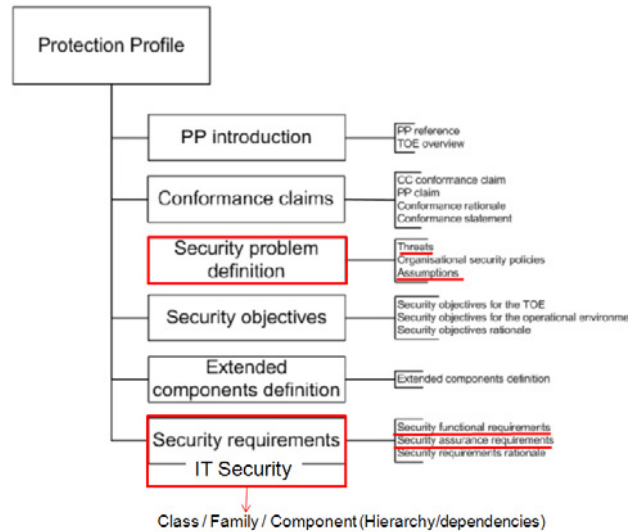 Protection Profile
PP introduction
PP reference
TOE overview
Conformance claims
CC conformance claim
PP claim
Conformance rationale
Conformance statement
Security problem
definition
Threats
Organisational security policies
Assumptions
Security objectives
Security objectives for the TOE
Security objectives for the operational environme
Security objectives rationale
Extended
components definition
Extended components definition
Security requirements
IT Security
Security functional requirements
Security assurance requirements
Security requirements rationale
Class / Family / Component (Hierarchy/dependencies)